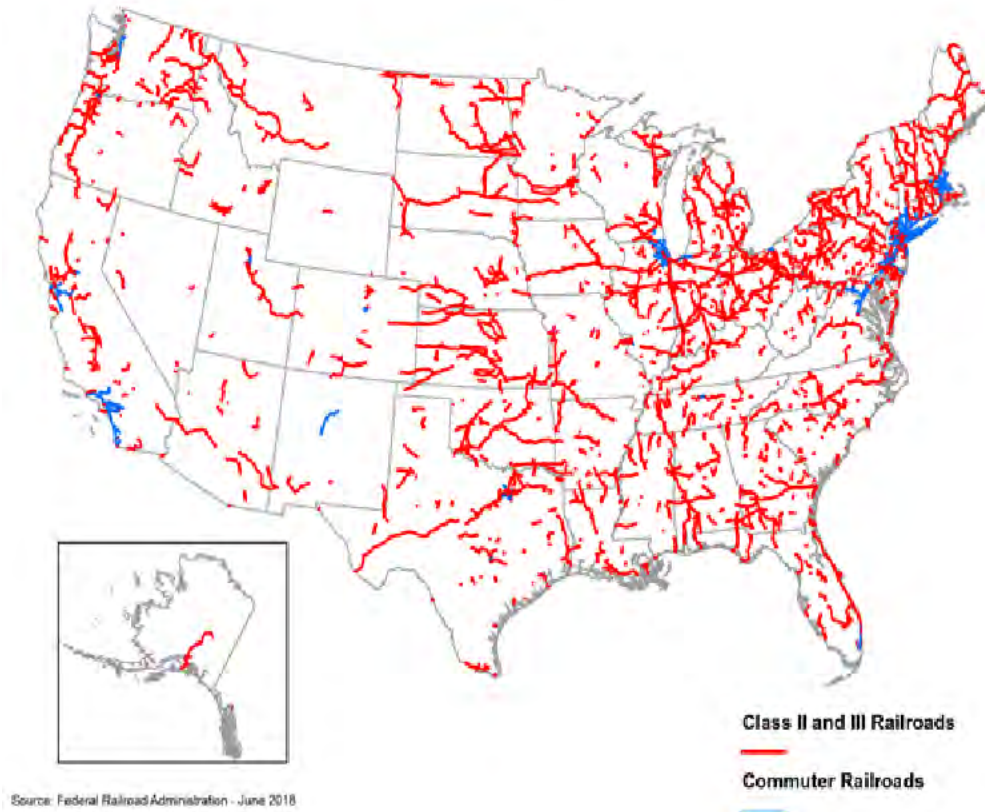 Class II and III Railroads
Commuter Railroads
Source: Federal Railroad Administration - June 2018